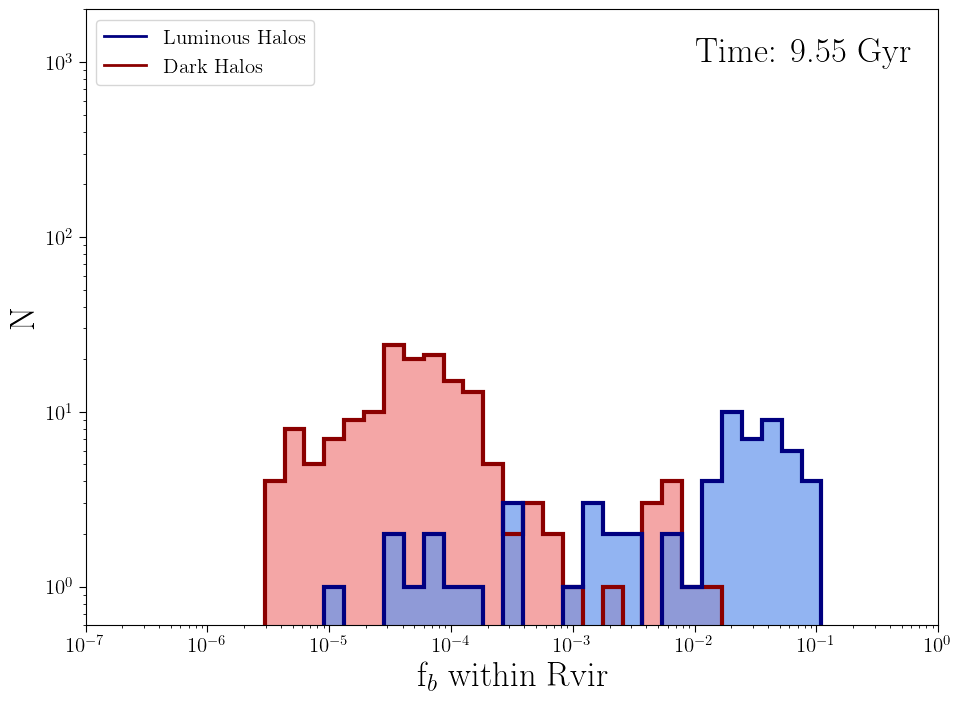 Luminous Halos
Dark Halos
Time: 9.55 Gyr
N
10³
10²
10¹
10⁰
10⁻⁷ 10⁻⁶ 10⁻⁵ 10⁻⁴ 10⁻³ 10⁻² 10⁻¹ 10⁰
f_b within Rvir